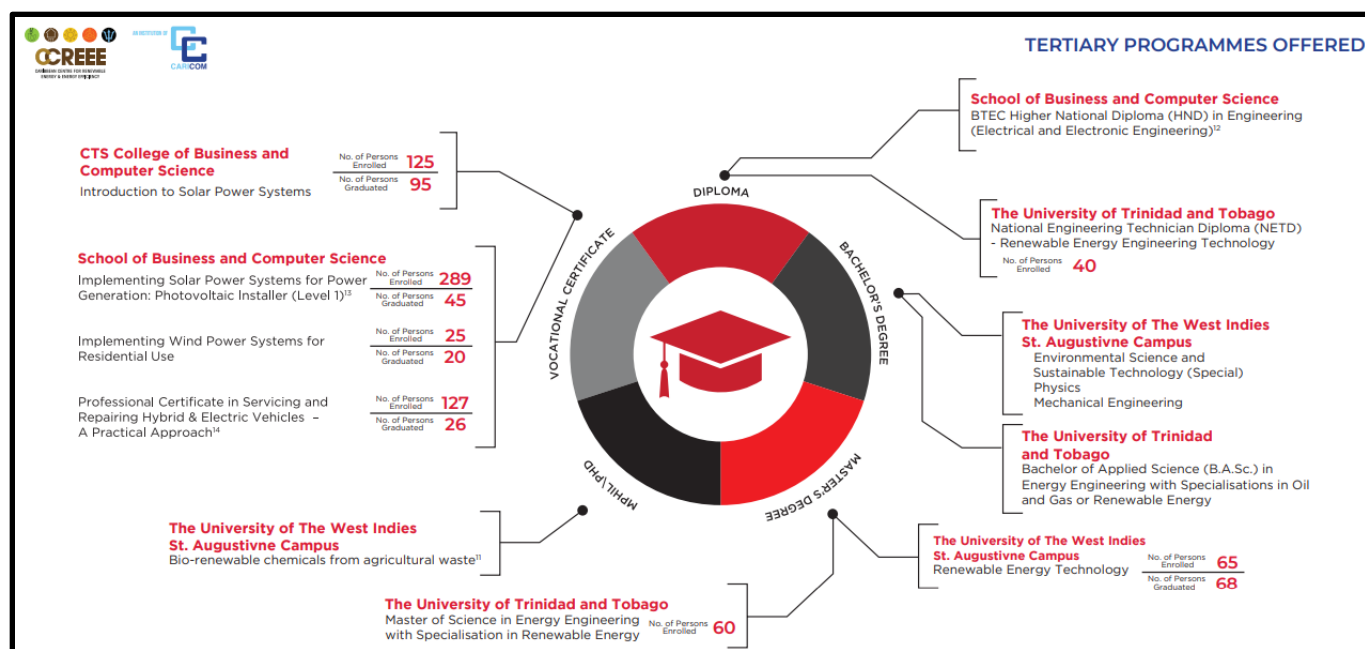 CCREEE
CARIBBEAN CENTRE FOR RENEWABLE
ENERGY & ENERGY EFFICIENCY
AN INSTITUTION OF
CARICOM
TERTIARY PROGRAMMES OFFERED
CTS College of Business and
Computer Science
Introduction to Solar Power Systems
No. of Persons
Enrolled 125
No. of Persons
Graduated 95
School of Business and Computer Science
Implementing Solar Power Systems for Power
Generation: Photovoltaic Installer (Level 1)13
No. of Persons
Enrolled 289
No. of Persons
Graduated 45
Implementing Wind Power Systems for
Residential Use
No. of Persons
Enrolled 25
No. of Persons
Graduated 20
Professional Certificate in Servicing and
Repairing Hybrid & Electric Vehicles –
A Practical Approach14
No. of Persons
Enrolled 127
No. of Persons
Graduated 26
VOCATIONAL CERTIFICATE
DIPLOMA
BACHELOR'S DEGREE
MASTER'S DEGREE
MPHIL\PHD
School of Business and Computer Science
BTEC Higher National Diploma (HND) in Engineering
(Electrical and Electronic Engineering)12
The University of Trinidad and Tobago
National Engineering Technician Diploma (NETD)
- Renewable Energy Engineering Technology
No. of Persons
Enrolled 40
The University of The West Indies
St. Augustivne Campus
Environmental Science and
Sustainable Technology (Special)
Physics
Mechanical Engineering
The University of Trinidad
and Tobago
Bachelor of Applied Science (B.A.Sc.) in
Energy Engineering with Specialisations in Oil
and Gas or Renewable Energy
The University of The West Indies
St. Augustivne Campus
Renewable Energy Technology
No. of Persons
Enrolled 65
No. of Persons
Graduated 68
The University of The West Indies
St. Augustivne Campus
Bio-renewable chemicals from agricultural waste11
The University of Trinidad and Tobago
Master of Science in Energy Engineering
with Specialisation in Renewable Energy
No. of Persons
Enrolled 60